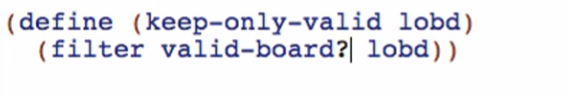 (define (keep-only-valid lobd)
(filter valid-board? lobd))